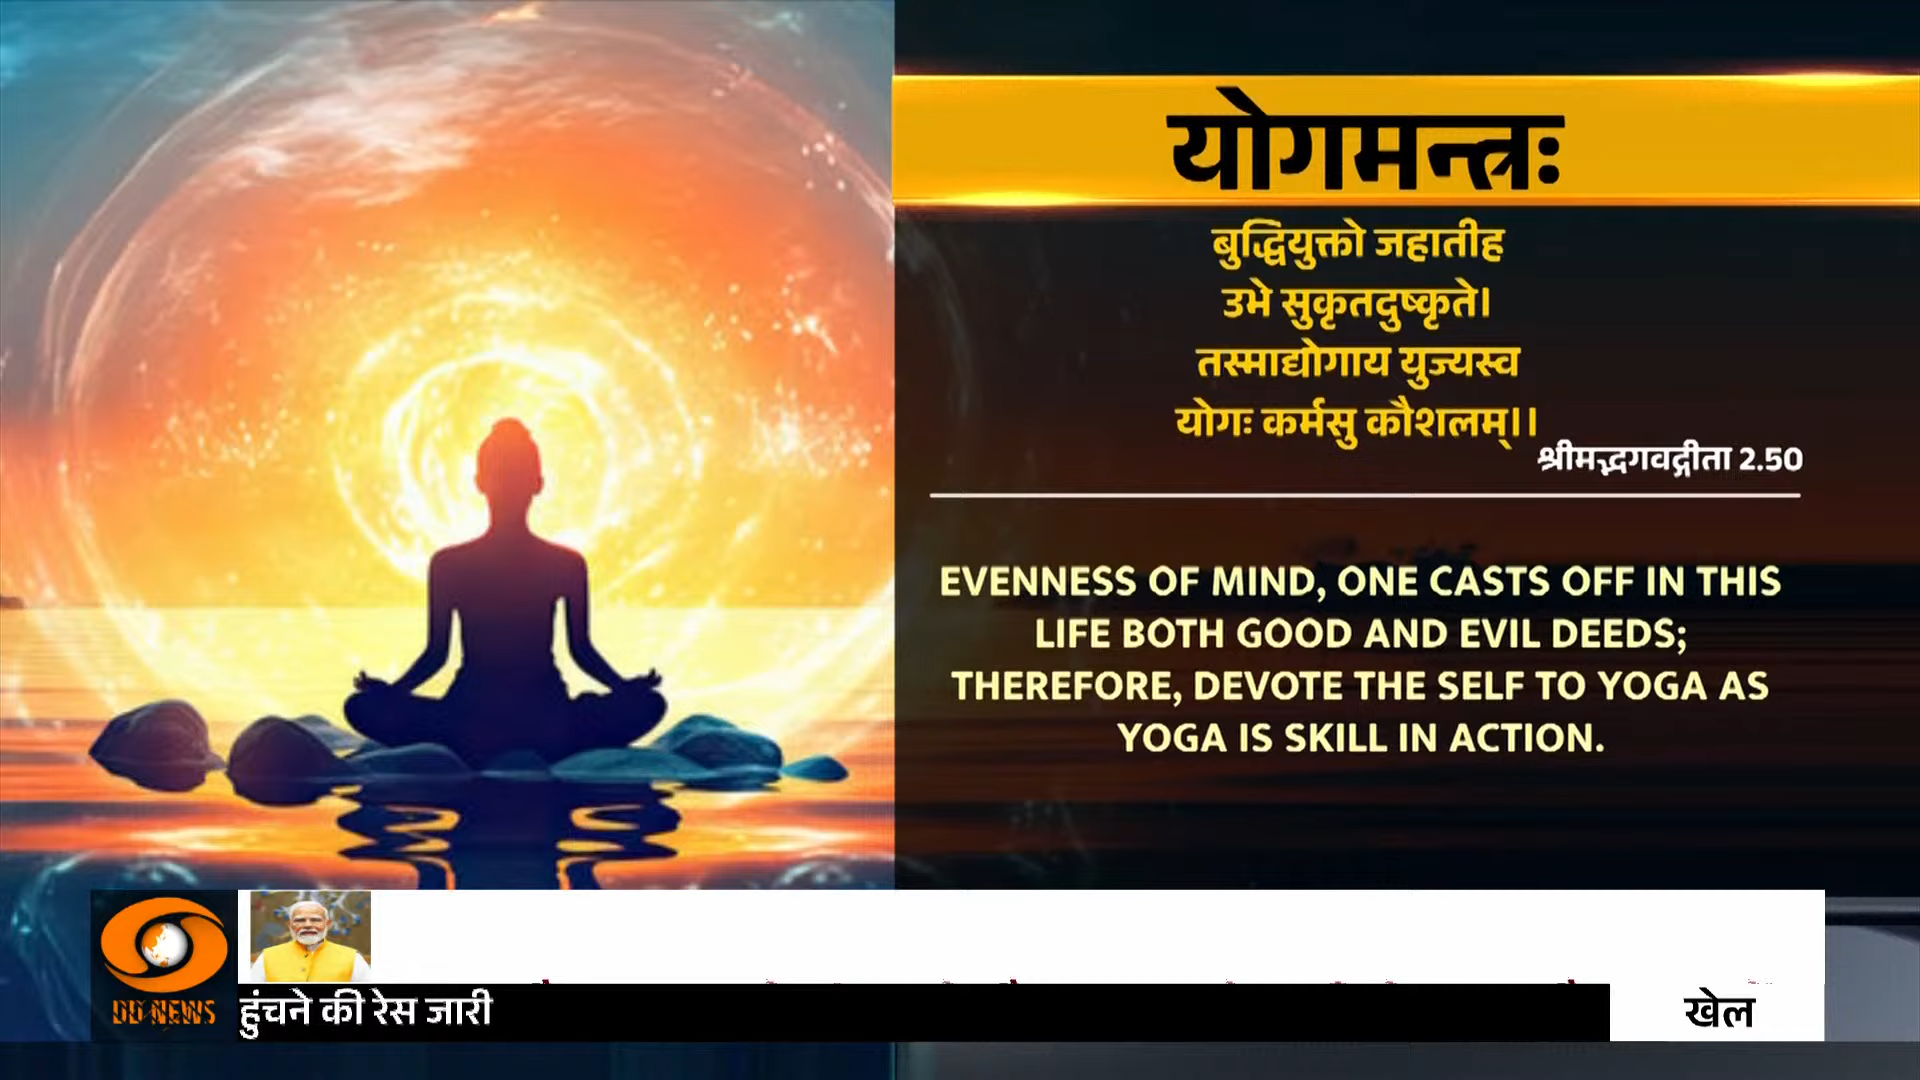 योगमन्त्रः
बुद्धियुक्तो जहातीह
उभे सुकृतदुष्कृते।
तस्माद्योगाय युज्यस्व
योगः कर्मसु कौशलम्।।
श्रीमद्भगवद्गीता 2.50
EVENNESS OF MIND, ONE CASTS OFF IN THIS
LIFE BOTH GOOD AND EVIL DEEDS;
THEREFORE, DEVOTE THE SELF TO YOGA AS
YOGA IS SKILL IN ACTION.
DD NEWS
हुंचने की रेस जारी
खेल